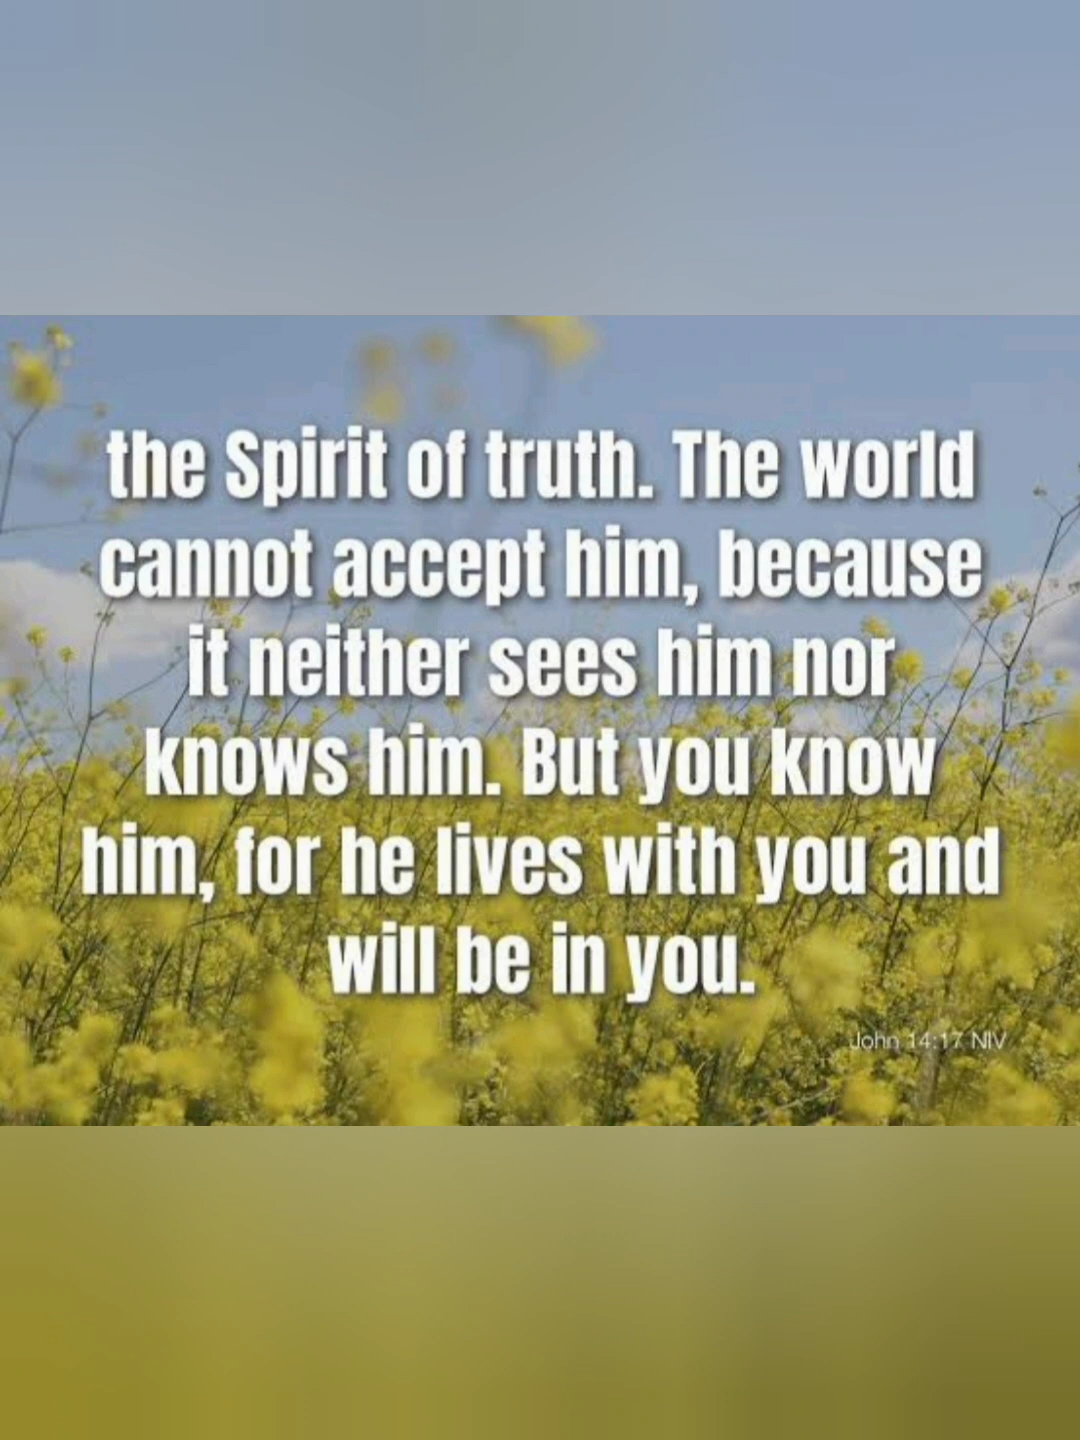 the Spirit of truth. The world
cannot accept him, because
it neither sees him nor
knows him. But you know
him, for he lives with you and
will be in you.
John 14:17 NIV